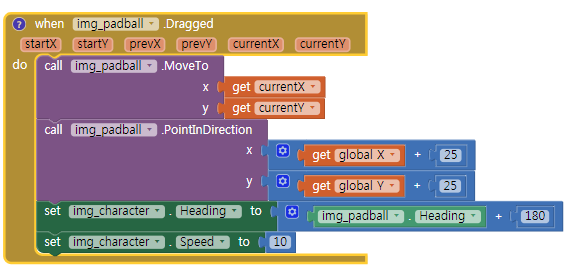 ? when img_padball .Dragged
startX startY prevX prevY currentX currentY
do call img_padball .MoveTo
x get currentX
y get currentY
call img_padball .PointInDirection
x get global X + 25
y get global Y + 25
set img_character . Heading to img_padball . Heading + 180
set img_character . Speed to 10